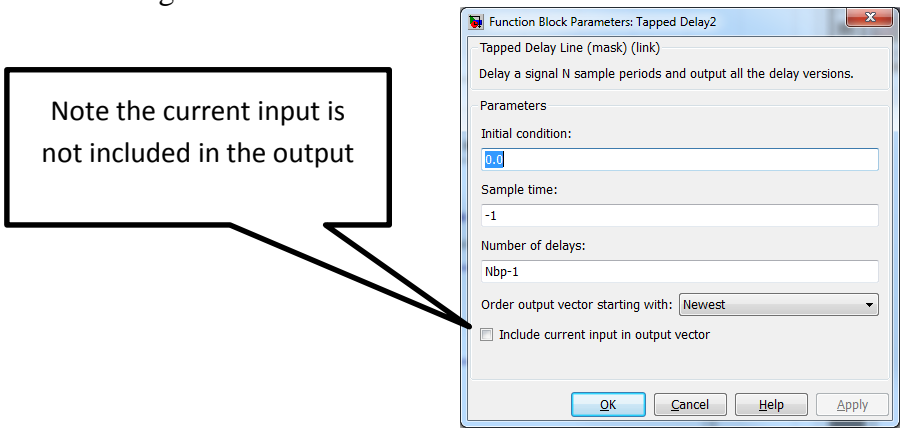 Note the current input is
not included in the output
Function Block Parameters: Tapped Delay2
Tapped Delay Line (mask) (link)
Delay a signal N sample periods and output all the delay versions.
Parameters
Initial condition:
0.0
Sample time:
-1
Number of delays:
Nbp-1
Order output vector starting with: Newest
Include current input in output vector
OK Cancel Help Apply